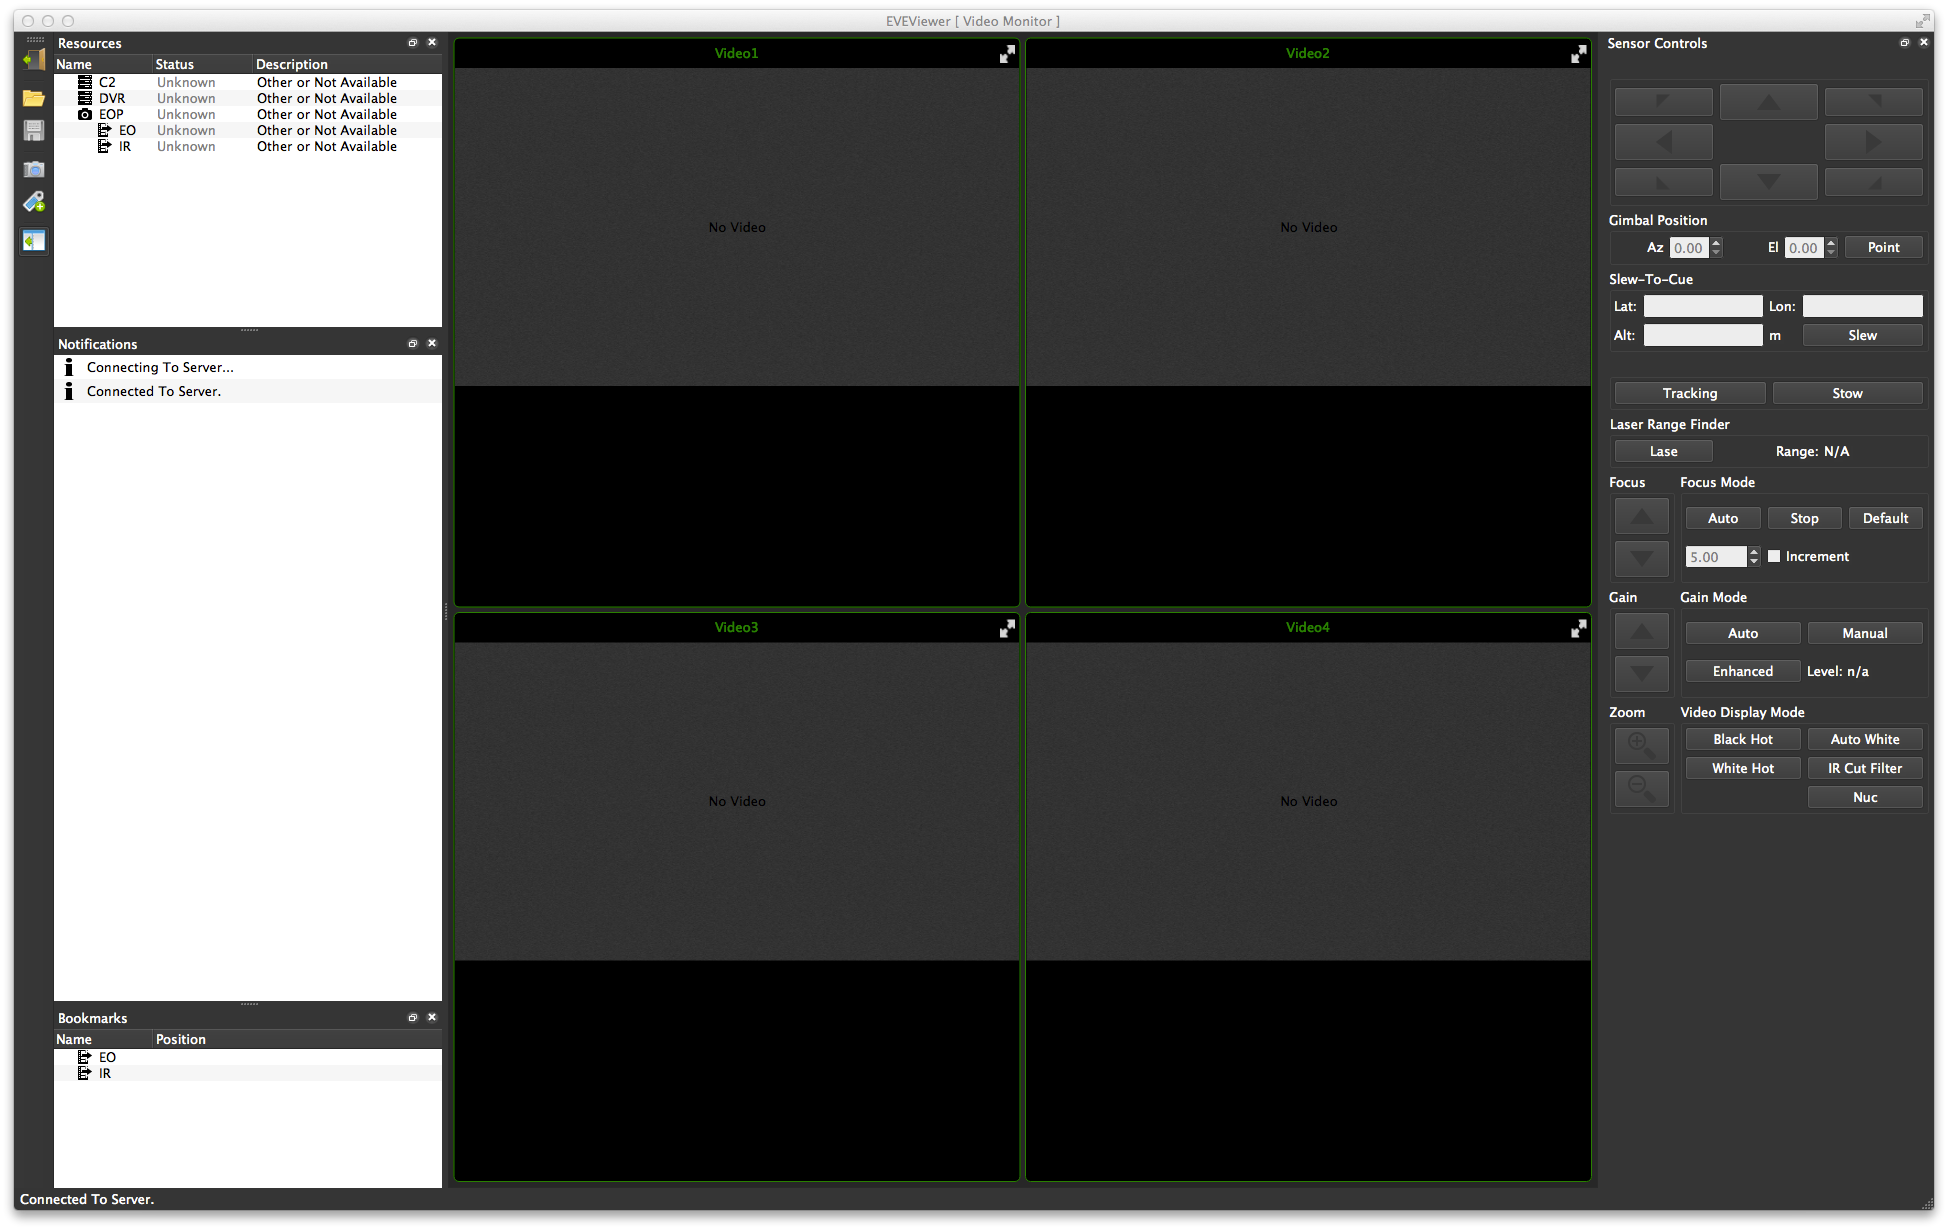 EVEViewer [ Video Monitor ]
Resources
Name Status Description
C2 Unknown Other or Not Available
DVR Unknown Other or Not Available
EOP Unknown Other or Not Available
EO Unknown Other or Not Available
IR Unknown Other or Not Available
Notifications
Connecting To Server...
Connected To Server.
Bookmarks
Name Position
EO
IR
Connected To Server.
Video1
No Video
Video2
No Video
Video3
No Video
Video4
No Video
Sensor Controls
Gimbal Position
Az 0.00 El 0.00 Point
Slew-To-Cue
Lat: Lon:
Alt: m Slew
Tracking Stow
Laser Range Finder
Lase Range: N/A
Focus Focus Mode
Auto Stop Default
5.00 Increment
Gain Gain Mode
Auto Manual
Enhanced Level: n/a
Zoom Video Display Mode
Black Hot Auto White
White Hot IR Cut Filter
Nuc